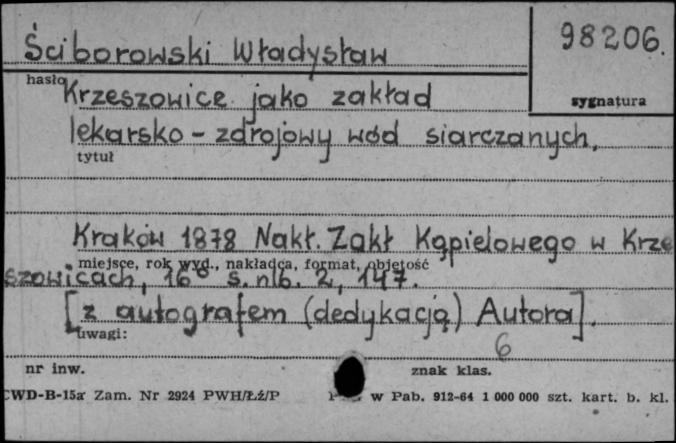 Ściborowski Władysław
98206.
hasło
sygnatura
Krzeszowice jako zakład
lekarsko - zdrojowy wód siarczanych.
tytuł
Kraków 1878 Nakł. Zakł Kąpielowego w Krze
miejsce, rok wyd., nakładca, format, objętość
szowicach, 16° s. nlb. 2, 147.
[z autografem (dedykacją) Autora].
uwagi:
6
nr inw.
znak klas.
CWD-B-15a Zam. Nr 2924 PWH/Łź/P w Pab. 912-64 1 000 000 szt. kart. b. kl.